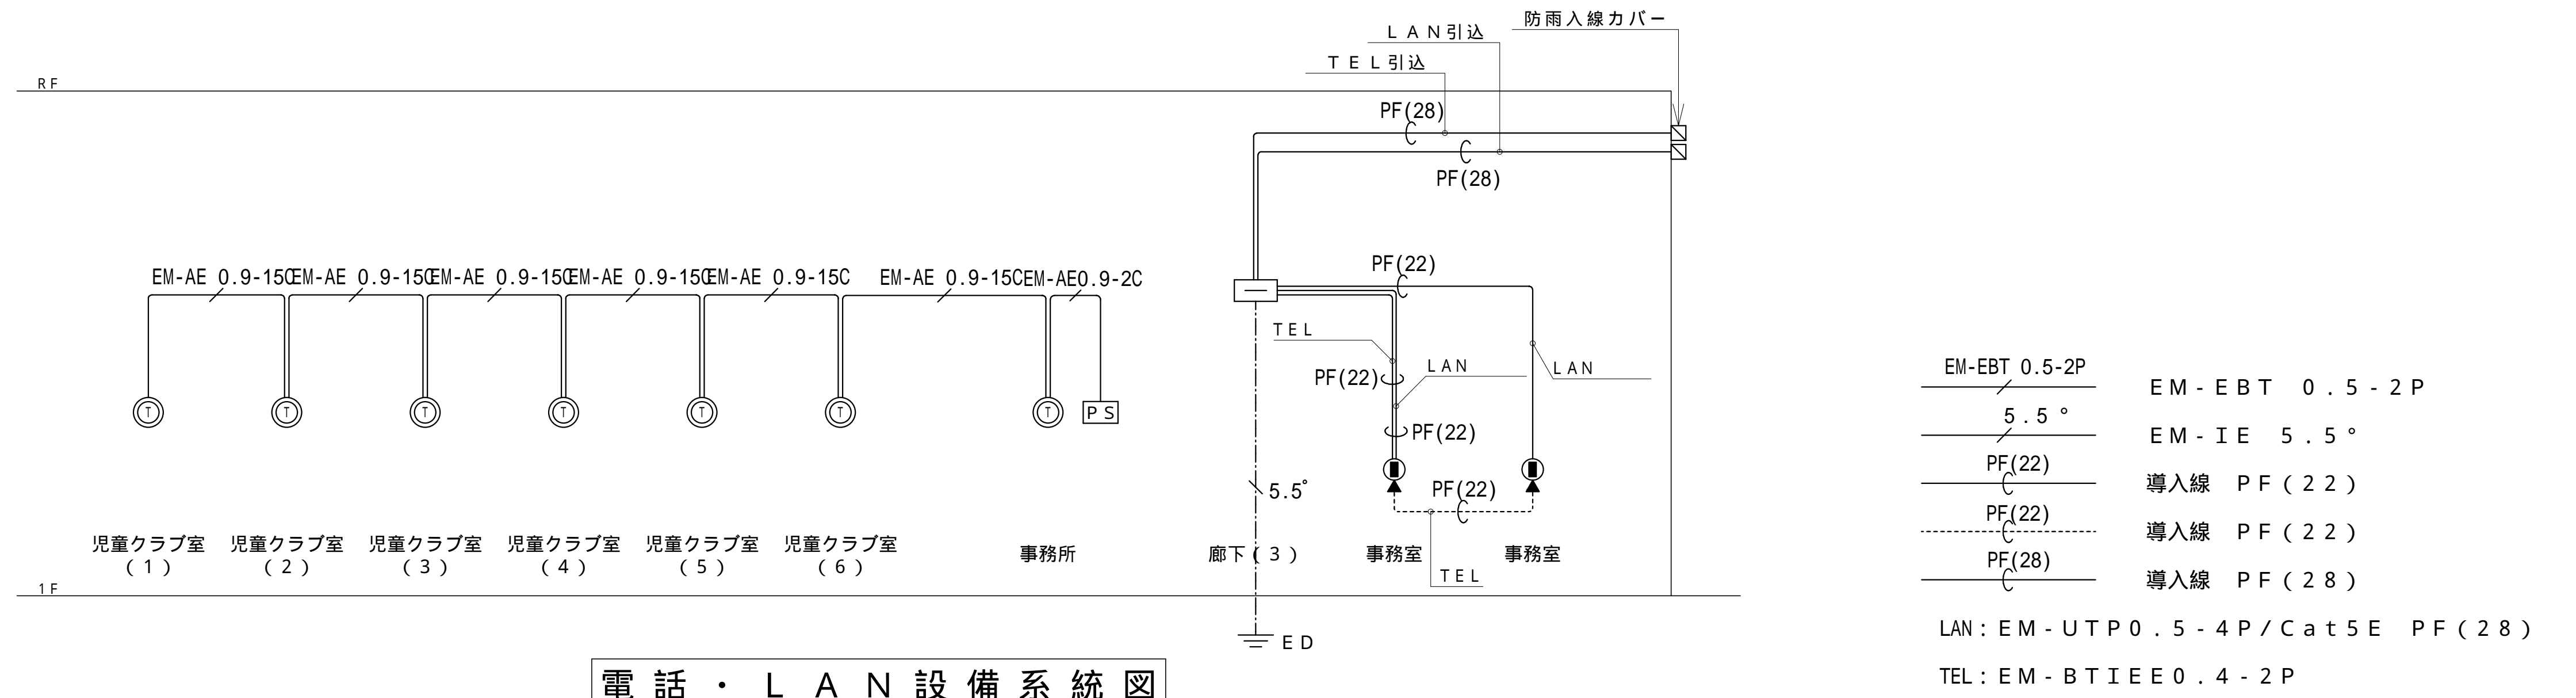 防雨入線カバー
ＬＡＮ引込
ＴＥＬ引込
ＲＦ
PF(28)
PF(28)
EM-AE 0.9-15C
EM-AE 0.9-15C
EM-AE 0.9-15C
EM-AE 0.9-15C
EM-AE 0.9-15C
EM-AE 0.9-15C
EM-AE0.9-2C
PF(22)
ＴＥＬ
PF(22)
ＬＡＮ
ＬＡＮ
PF(22)
T
T
T
T
T
T
T
ＰＳ
5.5°
PF(22)
ＴＥＬ
児童クラブ室
（１）
児童クラブ室
（２）
児童クラブ室
（３）
児童クラブ室
（４）
児童クラブ室
（５）
児童クラブ室
（６）
事務所
廊下（３）
事務室
事務室
１Ｆ
ＥＤ
電話・ＬＡＮ設備系統図
EM-EBT 0.5-2P ＥＭ－ＥＢＴ ０．５－２Ｐ
５．５° ＥＭ－ＩＥ ５．５°
PF(22) 導入線 ＰＦ（２２）
PF(22) 導入線 ＰＦ（２２）
PF(28) 導入線 ＰＦ（２８）
LAN：ＥＭ－ＵＴＰ０．５－４Ｐ/Ｃａｔ５Ｅ ＰＦ（２８）
TEL：ＥＭ－ＢＴＩＥＥ０．４－２Ｐ